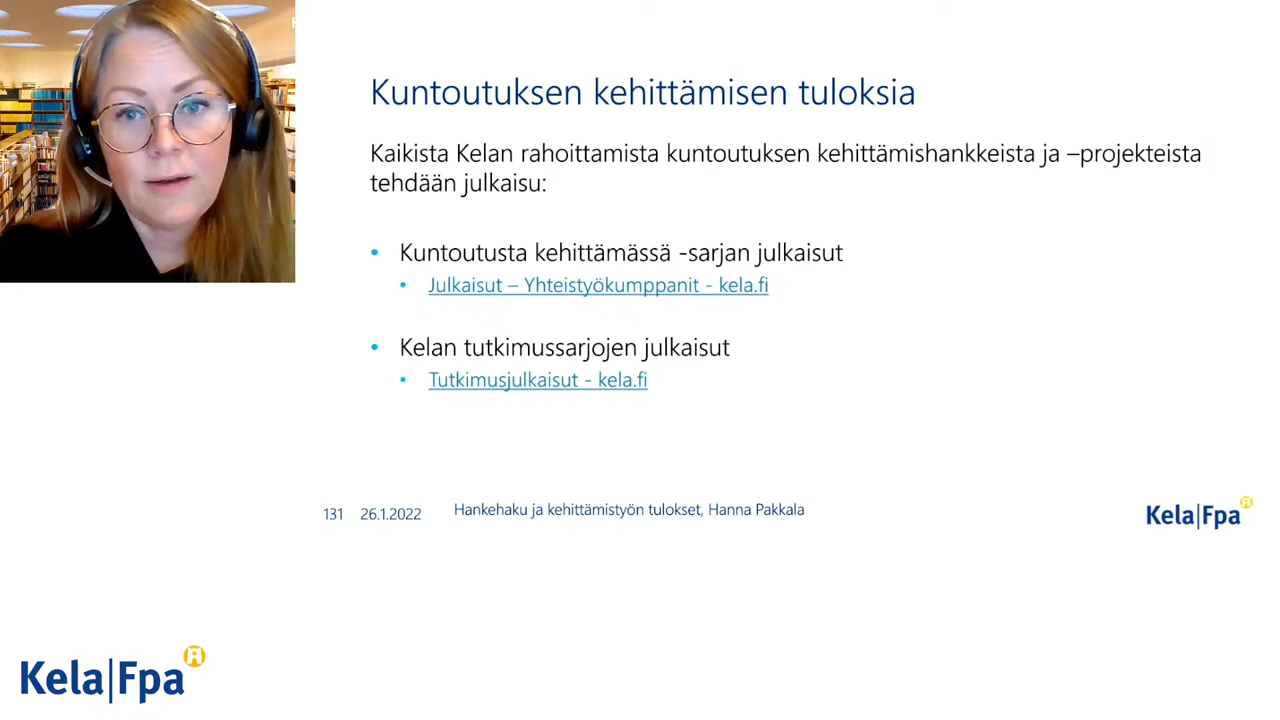 Kuntoutuksen kehittämisen tuloksia
Kaikista Kelan rahoittamista kuntoutuksen kehittämishankkeista ja –projekteista
tehdään julkaisu:
• Kuntoutusta kehittämässä -sarjan julkaisut
• Julkaisut – Yhteistyökumppanit - kela.fi
• Kelan tutkimussarjojen julkaisut
• Tutkimusjulkaisut - kela.fi
131 26.1.2022 Hankehaku ja kehittämistyön tulokset, Hanna Pakkala
Kela|Fpa
Kela|Fpa